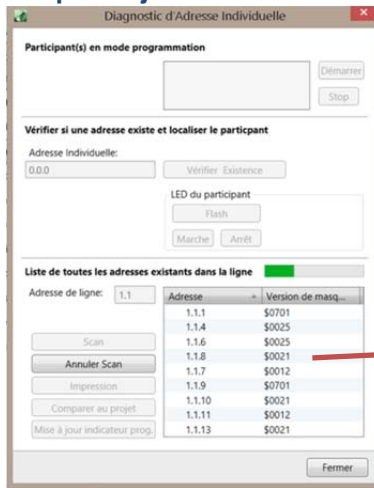 Diagnostic d'Adresse Individuelle
Participant(s) en mode programmation
Démarrer
Stop
Vérifier si une adresse existe et localiser le particpant
Adresse Individuelle:
0.0.0
Vérifier Existence
LED du participant
Flash
Marche
Arrêt
Liste de toutes les adresses existants dans la ligne
Adresse de ligne:
1.1
Scan
Annuler Scan
Impression
Comparer au projet
Mise à jour indicateur prog.
Adresse Version de masq...
1.1.1 $0701
1.1.4 $0025
1.1.6 $0025
1.1.8 $0021
1.1.7 $0012
1.1.9 $0701
1.1.10 $0021
1.1.11 $0012
1.1.13 $0021
Fermer